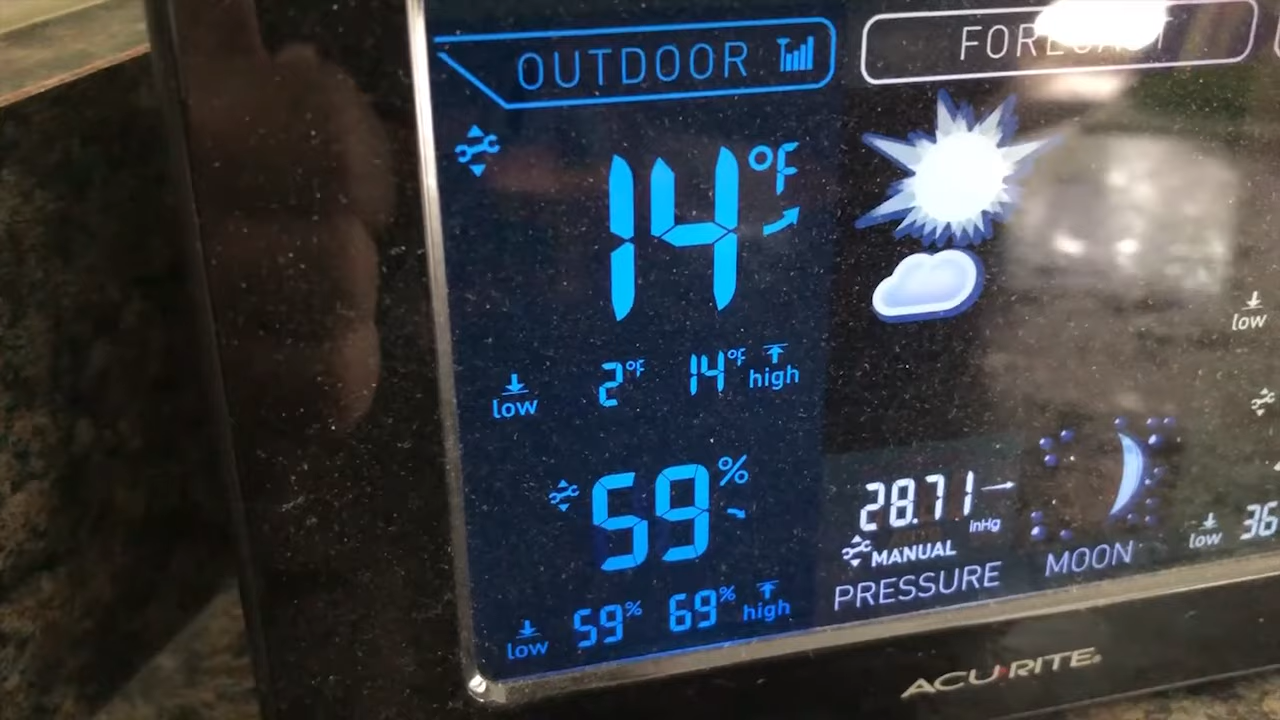 OUTDOOR
FORECAST
14°F
low 2°F 14°F high
59%
low 59% 69% high
28.71 inHg
MANUAL
PRESSURE
MOON
low
low 36
ACURITE